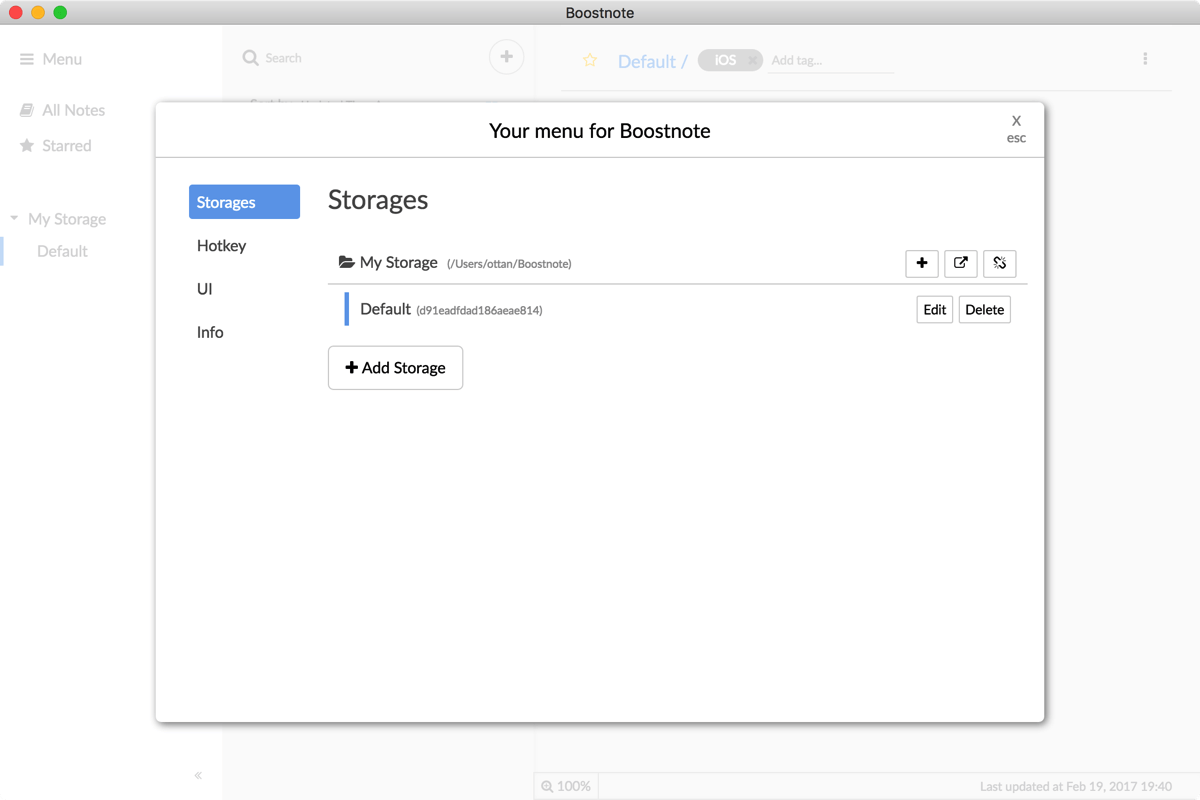 Boostnote
Menu
Search
Default /
iOS
Add tag...
All Notes
Starred
My Storage
Default
Your menu for Boostnote
X
esc
Storages
Hotkey
UI
Info
Storages
My Storage (/Users/ottan/Boostnote)
Default (d91eadfdad186aeae814)
Edit
Delete
Add Storage
100%
Last updated at Feb 19, 2017 19:40